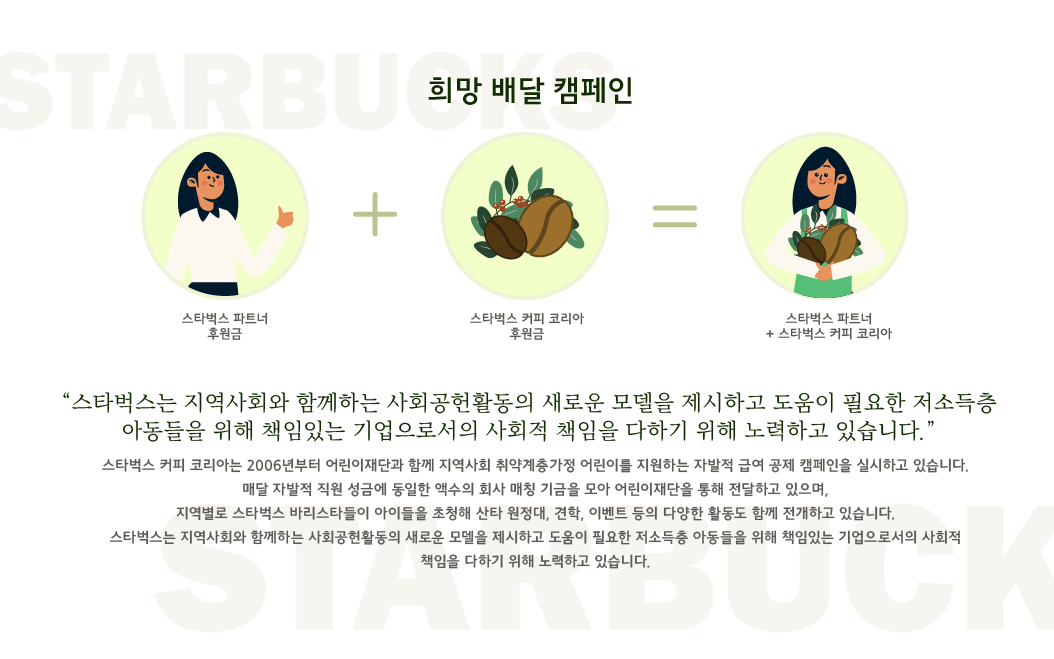 STARBUCKS
희망 배달 캠페인
스타벅스 파트너
후원금
스타벅스 커피 코리아
후원금
스타벅스 파트너
+ 스타벅스 커피 코리아
“스타벅스는 지역사회와 함께하는 사회공헌활동의 새로운 모델을 제시하고 도움이 필요한 저소득층
아동들을 위해 책임있는 기업으로서의 사회적 책임을 다하기 위해 노력하고 있습니다.”
스타벅스 커피 코리아는 2006년부터 어린이재단과 함께 지역사회 취약계층가정 어린이를 지원하는 자발적 급여 공제 캠페인을 실시하고 있습니다.
매달 자발적 직원 성금에 동일한 액수의 회사 매칭 기금을 모아 어린이재단을 통해 전달하고 있으며,
지역별로 스타벅스 바리스타들이 아이들을 초청해 산타 원정대, 견학, 이벤트 등의 다양한 활동도 함께 전개하고 있습니다.
스타벅스는 지역사회와 함께하는 사회공헌활동의 새로운 모델을 제시하고 도움이 필요한 저소득층 아동들을 위해 책임있는 기업으로서의 사회적
책임을 다하기 위해 노력하고 있습니다.
STARBUCK